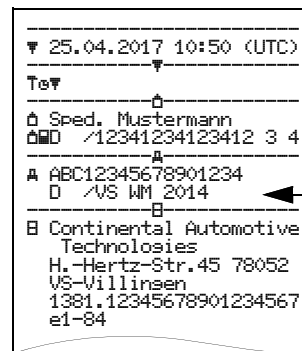 ▼ 25.04.2017 10:50 (UTC)
Sped. Mustermann
D /12341234123412 3 4
A ABC12345678901234
D /VS WM 2014
Continental Automotive
Technologies
H.-Hertz-Str.45 78052
VS-Villingen
1381.12345678901234567
e1-84